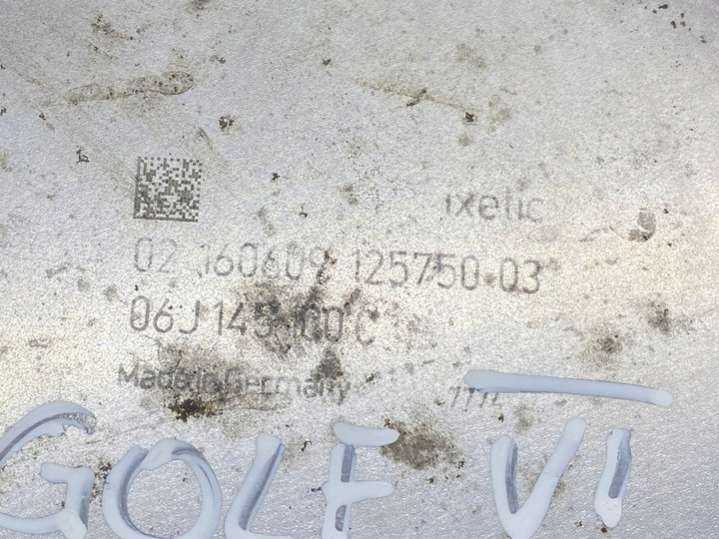 ixetic
02 160609 125750-03
06J 145 100 C
Made in Germany
GOLF VI